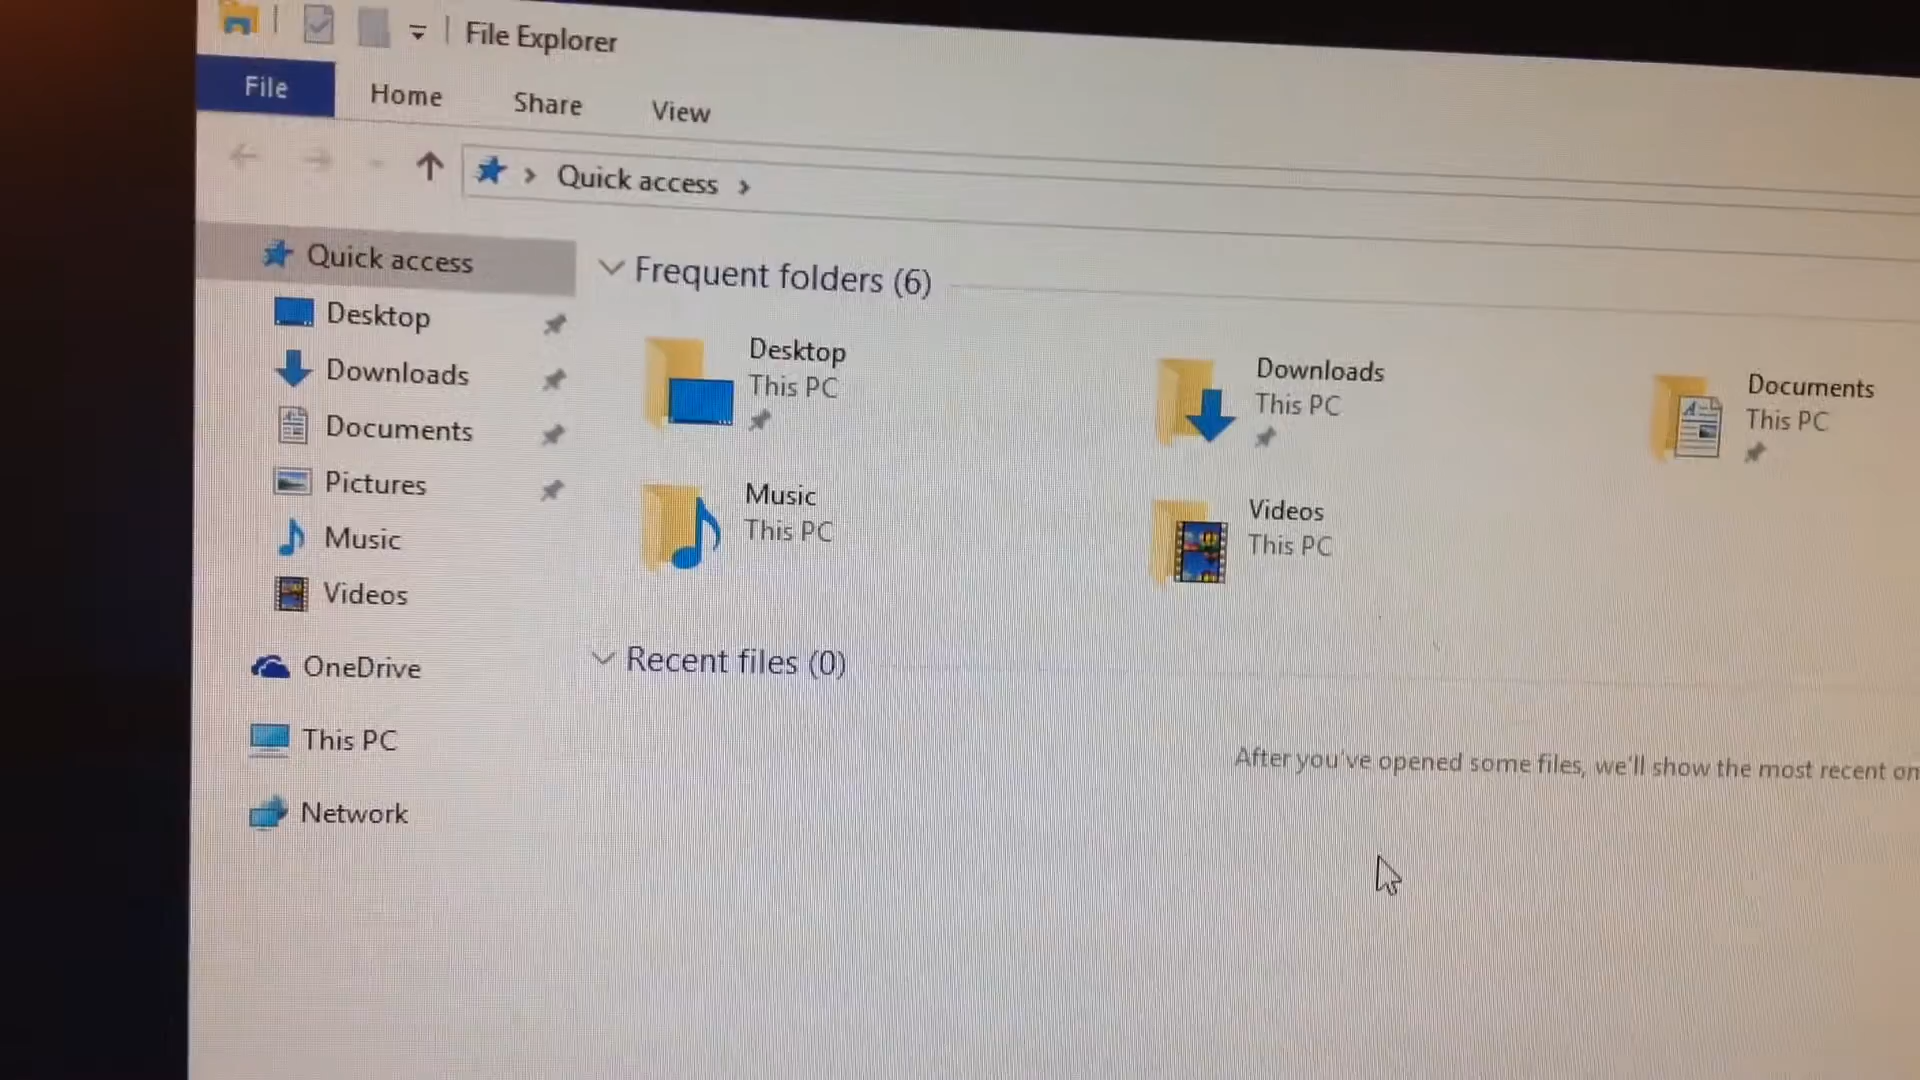 File Explorer
File
Home
Share
View
Quick access
Quick access
Desktop
Downloads
Documents
Pictures
Music
Videos
OneDrive
This PC
Network
Frequent folders (6)
Desktop
This PC
Downloads
This PC
Documents
This PC
Music
This PC
Videos
This PC
Recent files (0)
After you've opened some files, we'll show the most recent on